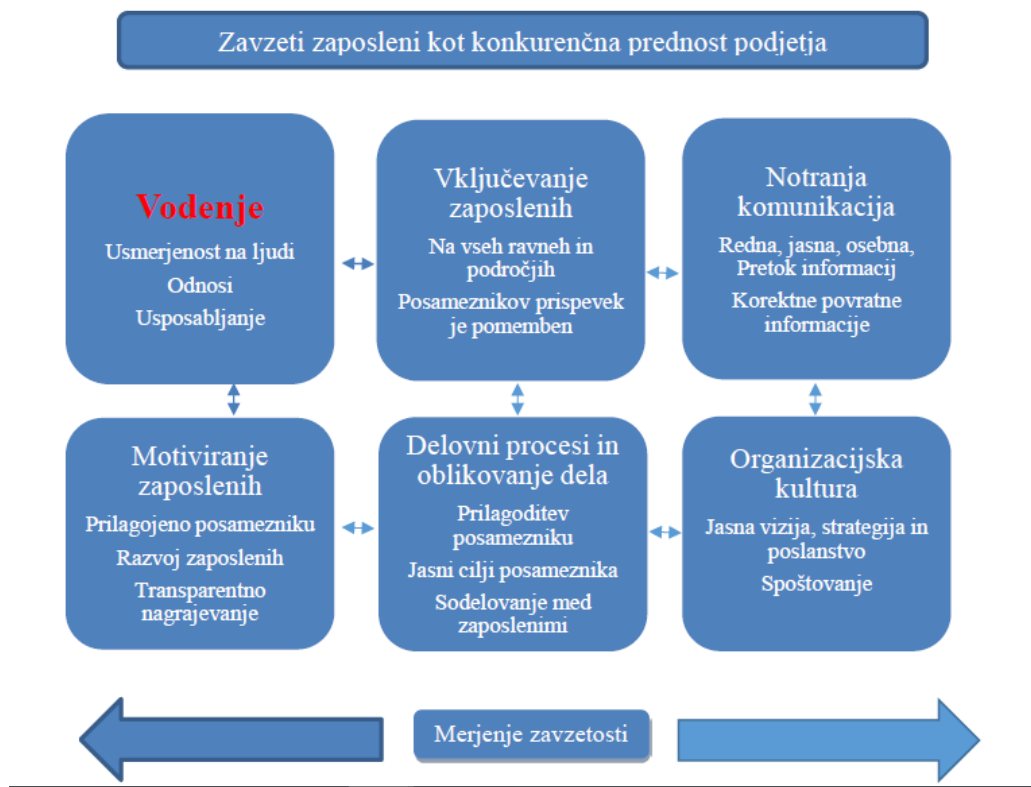 Zavzeti zaposleni kot konkurenčna prednost podjetja
Vodenje
Usmerjenost na ljudi
Odnosi
Usposabljanje
Vključevanje
zaposlenih
Na vseh ravneh in
področjih
Posameznikov prispevek
je pomemben
Notranja
komunikacija
Redna, jasna, osebna,
Pretok informacij
Korektne povratne
informacije
Motiviranje
zaposlenih
Prilagojeno posamezniku
Razvoj zaposlenih
Transparentno
nagrajevanje
Delovni procesi in
oblikovanje dela
Prilagoditev
posamezniku
Jasni cilji posameznika
Sodelovanje med
zaposlenimi
Organizacijska
kultura
Jasna vizija, strategija in
poslanstvo
Spoštovanje
Merjenje zavzetosti